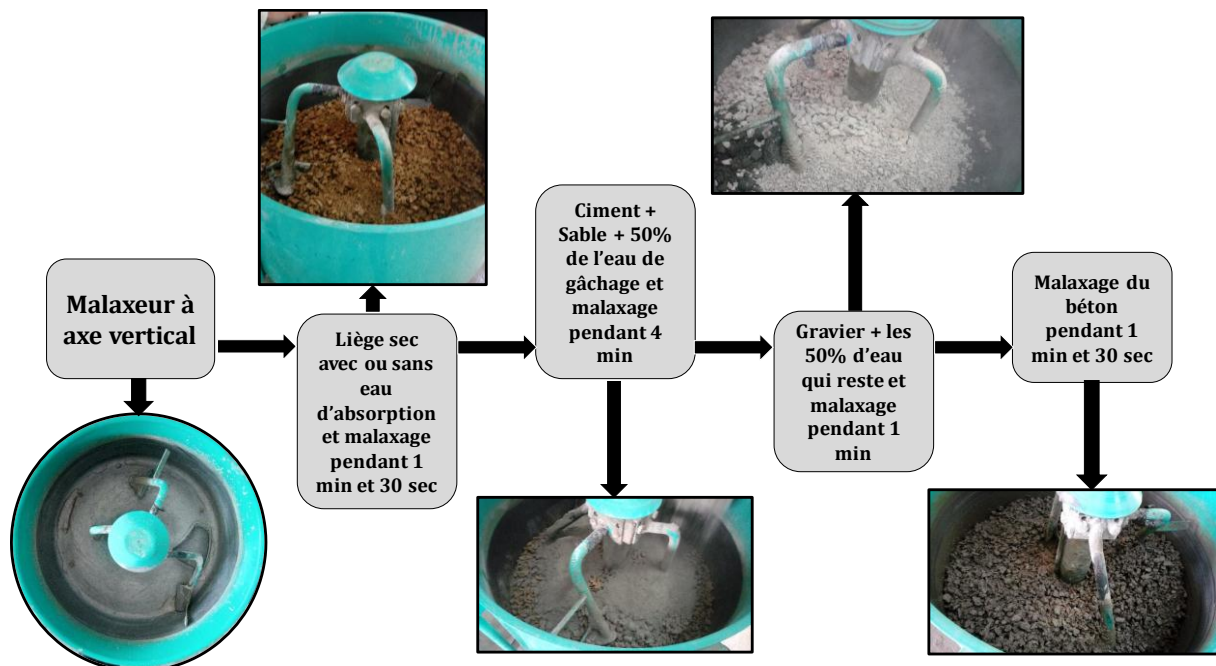 Malaxeur à
axe vertical
Liège sec
avec ou sans
eau
d’absorption
et malaxage
pendant 1
min et 30 sec
Ciment +
Sable + 50%
de l’eau de
gâchage et
malaxage
pendant 4
min
Gravier + les
50% d’eau
qui reste et
malaxage
pendant 1
min
Malaxage du
béton
pendant 1
min et 30 sec